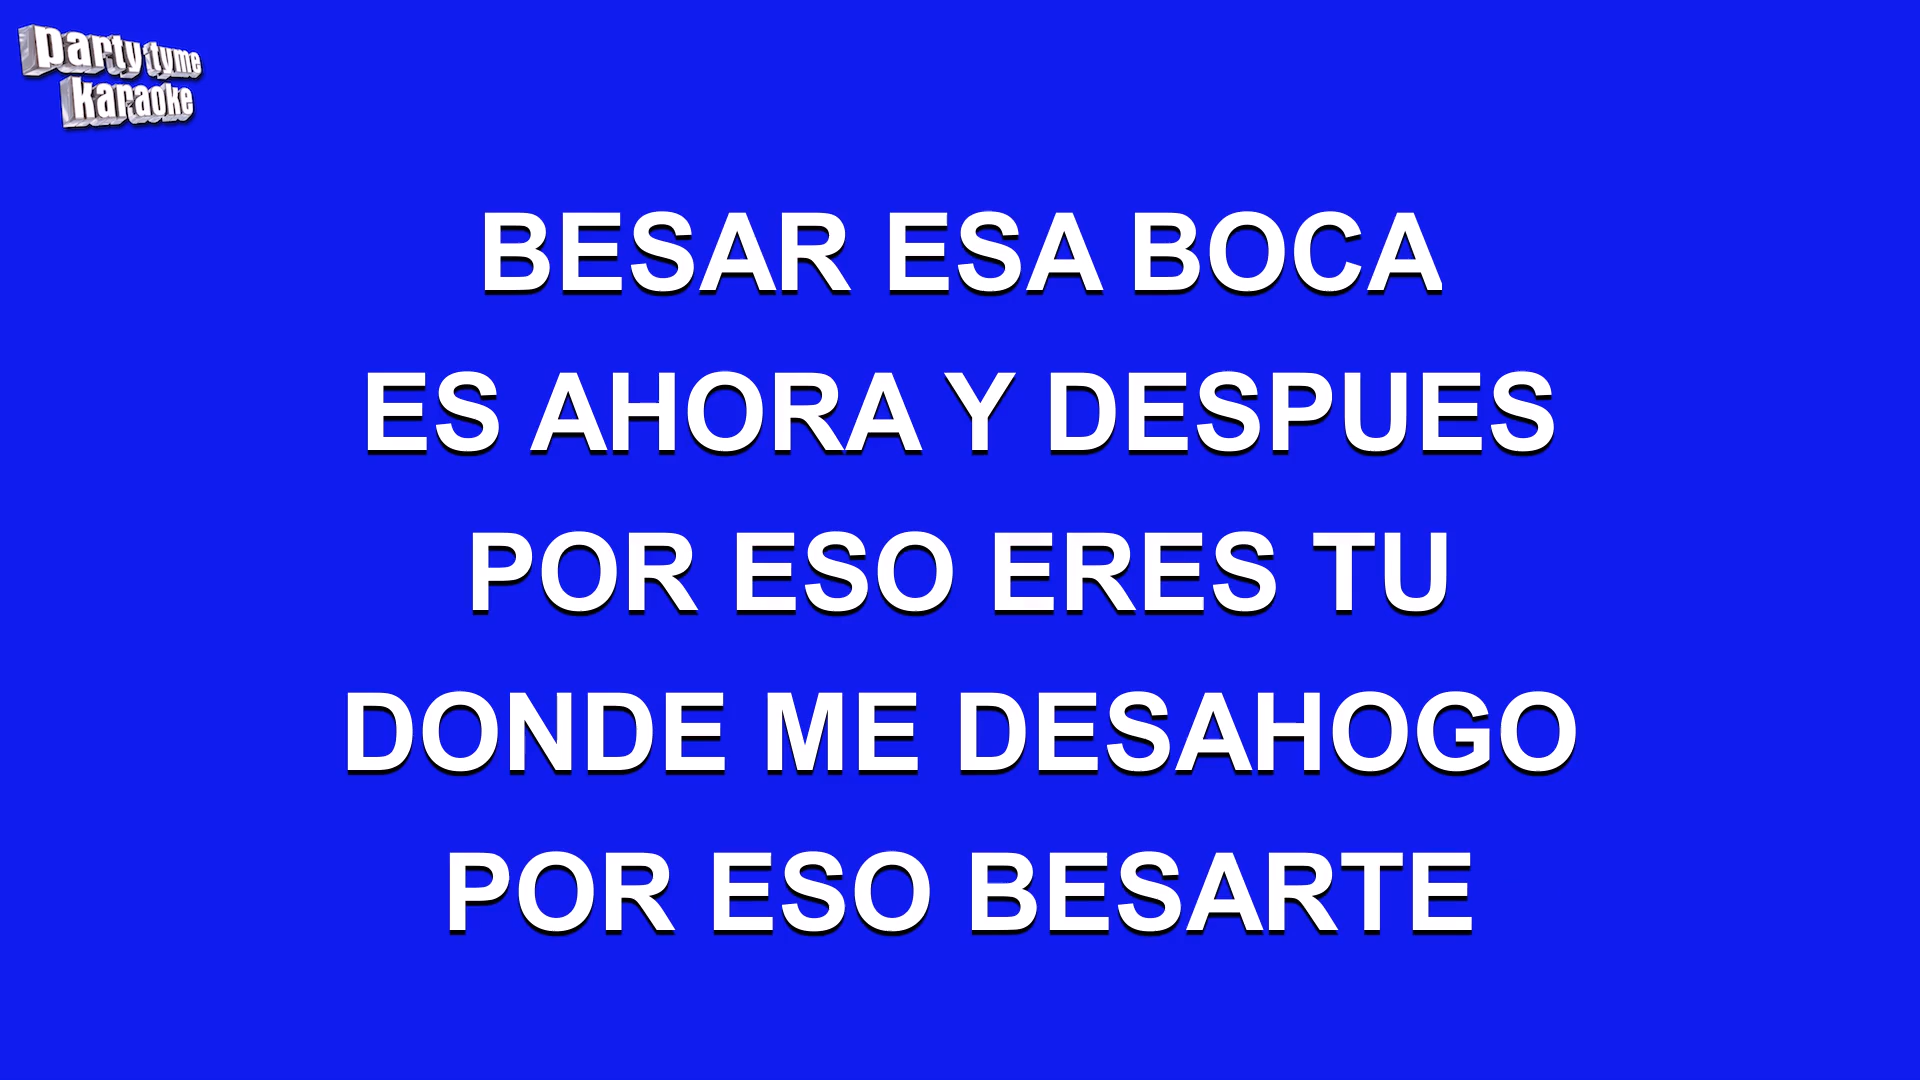 party tyme
karaoke
BESAR ESA BOCA
ES AHORA Y DESPUES
POR ESO ERES TU
DONDE ME DESAHOGO
POR ESO BESARTE